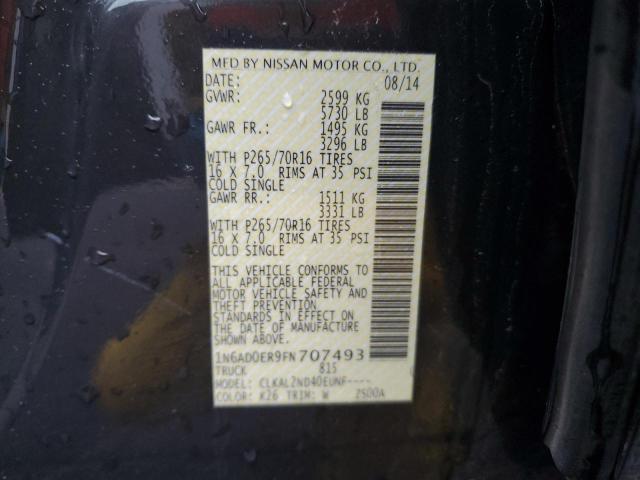 MFD BY NISSAN MOTOR CO., LTD.
DATE: 08/14
GVWR: 2599 KG
5730 LB
GAWR FR.: 1495 KG
3296 LB
WITH P265/70R16 TIRES
16 X 7.0 RIMS AT 35 PSI
COLD SINGLE
GAWR RR.: 1511 KG
3331 LB
WITH P265/70R16 TIRES
16 X 7.0 RIMS AT 35 PSI
COLD SINGLE
THIS VEHICLE CONFORMS TO
ALL APPLICABLE FEDERAL
MOTOR VEHICLE SAFETY AND
THEFT PREVENTION
STANDARDS IN EFFECT ON
THE DATE OF MANUFACTURE
SHOWN ABOVE.
1N6AD0ER9FN707493
TRUCK 815
MODEL: CLKAL2ND40EUNF----
COLOR: K26 TRIM: W ZS00A